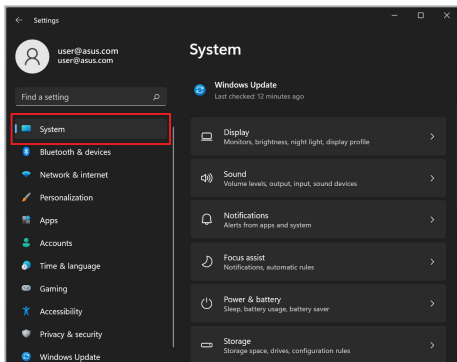 Settings
user@asus.com
user@asus.com
Find a setting
System
Bluetooth & devices
Network & internet
Personalization
Apps
Accounts
Time & language
Gaming
Accessibility
Privacy & security
Windows Update
System
Windows Update
Last checked: 12 minutes ago
Display
Monitors, brightness, night light, display profile
Sound
Volume levels, output, input, sound devices
Notifications
Alerts from apps and system
Focus assist
Notifications, automatic rules
Power & battery
Sleep, battery usage, battery saver
Storage
Storage space, drives, configuration rules